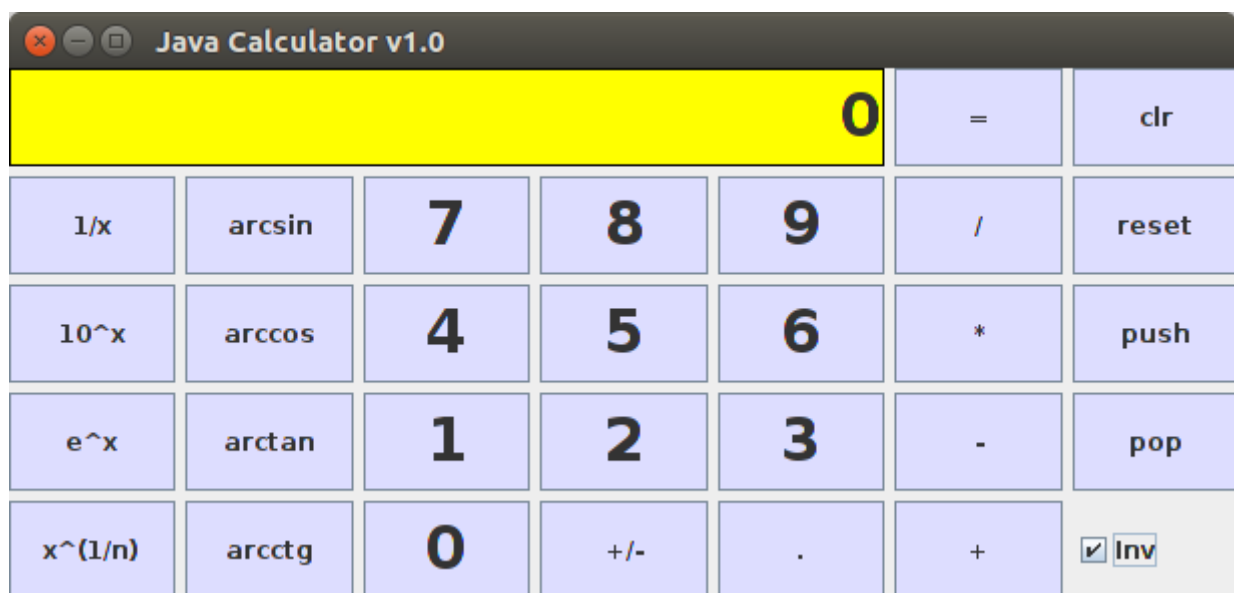 Java Calculator v1.0
0 = clr
1/x arcsin 7 8 9 / reset
10^x arccos 4 5 6 * push
e^x arctan 1 2 3 - pop
x^(1/n) arcctg 0 +/- . + Inv